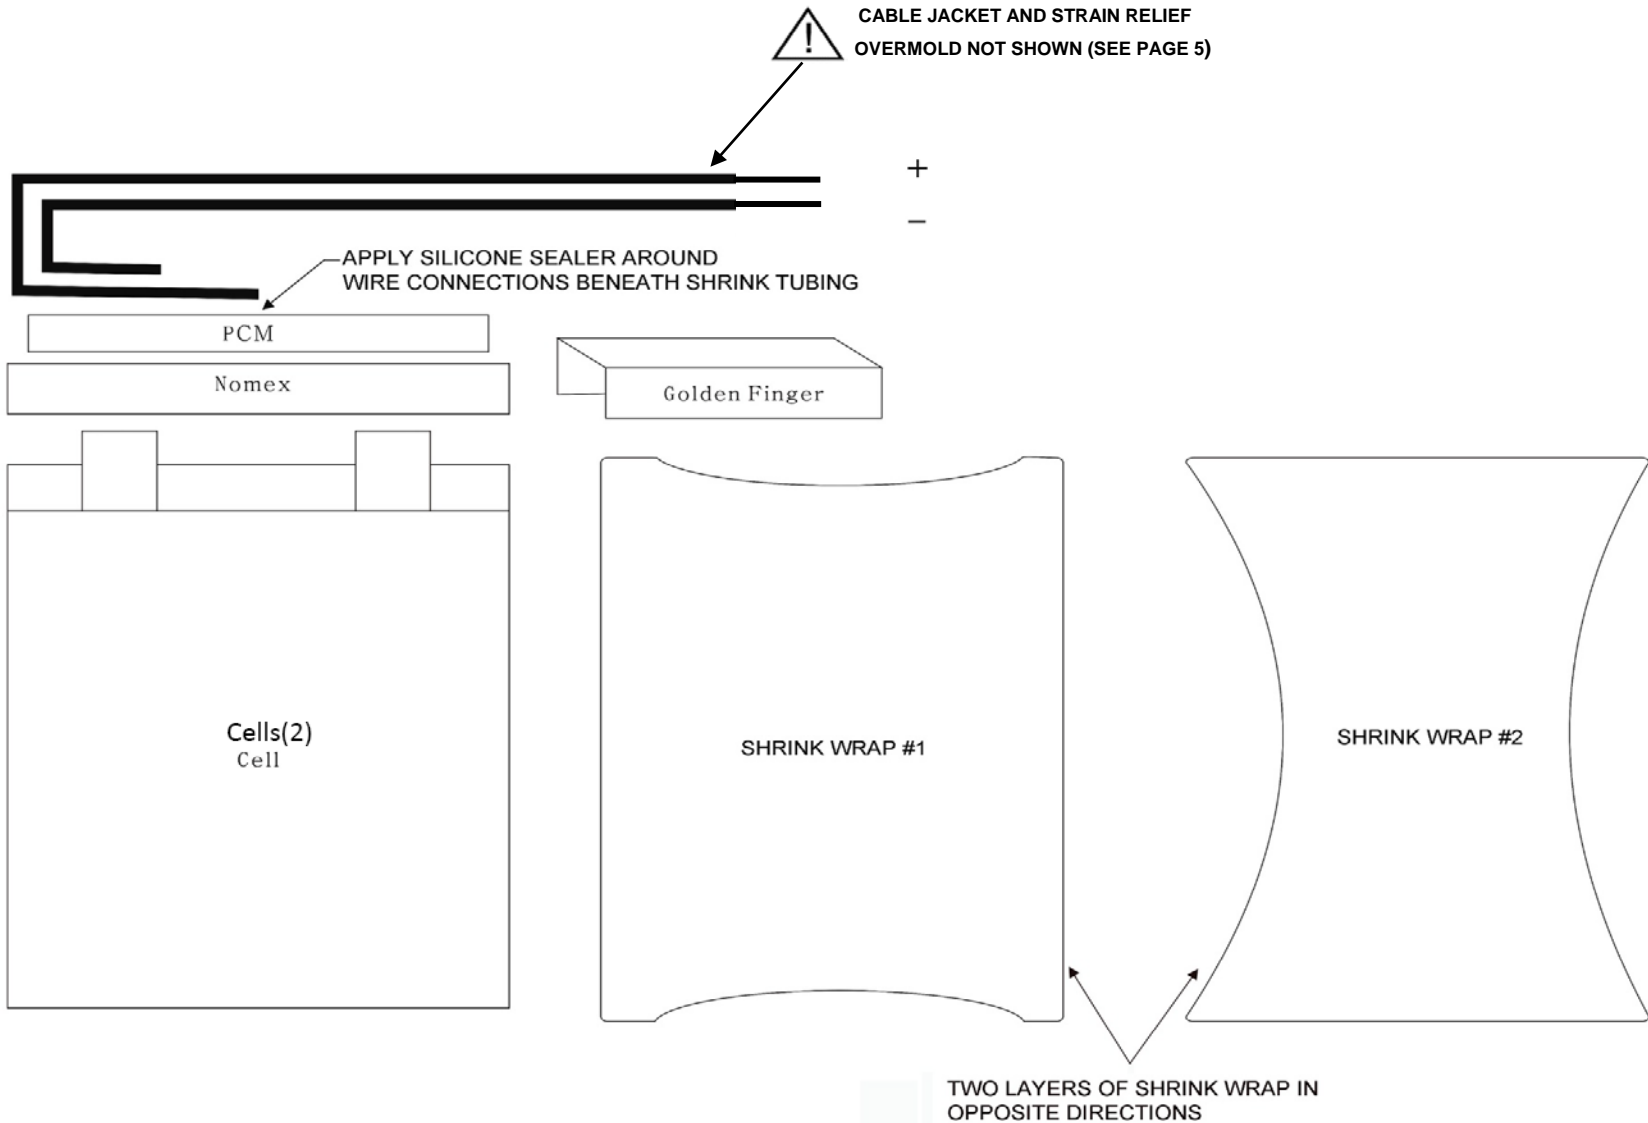 CABLE JACKET AND STRAIN RELIEF
OVERMOLD NOT SHOWN (SEE PAGE 5)
!
+
−
APPLY SILICONE SEALER AROUND
WIRE CONNECTIONS BENEATH SHRINK TUBING
PCM
Nomex
Golden Finger
Cells(2)
Cell
SHRINK WRAP #1
SHRINK WRAP #2
TWO LAYERS OF SHRINK WRAP IN
OPPOSITE DIRECTIONS